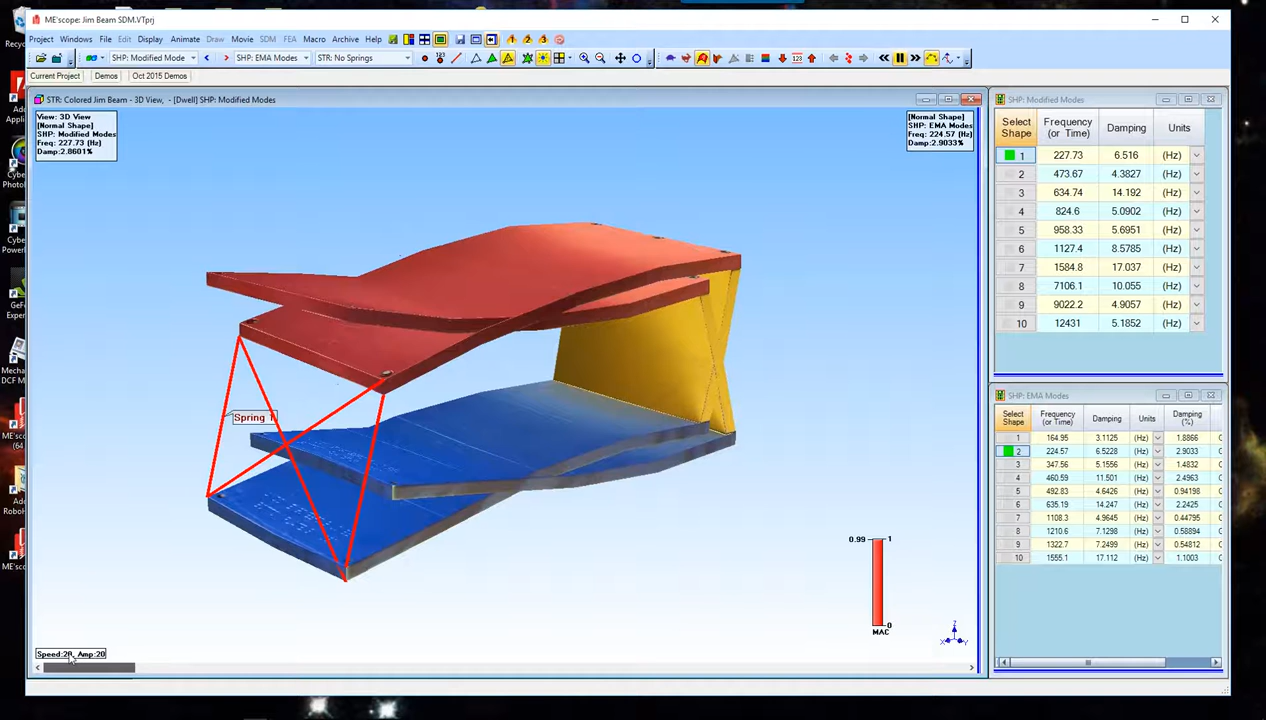 ME'scope: Jim Beam SDM.VTprj
Project Windows File Edit Display Animate Draw Movie SDM FEA Macro Archive Help
SHP: Modified Mode SHP: EMA Modes STR: No Springs
Current Project Demos Oct 2015 Demos
STR: Colored Jim Beam - 3D View, - [Dwell] SHP: Modified Modes
View: 3D View
[Normal Shape]
SHP: Modified Modes
Freq: 227.73 (Hz)
Damp: 2.8601%
[Normal Shape]
SHP: EMA Modes
Freq: 224.57 (Hz)
Damp:2.9033%
Spring 1
0.99 1
0
MAC
Speed:20, Amp:20
SHP: Modified Modes
Select Shape Frequency (or Time) Damping Units
1 227.73 6.516 (Hz)
2 473.67 4.3827 (Hz)
3 634.74 14.192 (Hz)
4 824.6 5.0902 (Hz)
5 958.33 5.6951 (Hz)
6 1127.4 8.5785 (Hz)
7 1584.8 17.037 (Hz)
8 7106.1 10.055 (Hz)
9 9022.2 4.9057 (Hz)
10 12431 5.1852 (Hz)
SHP: EMA Modes
Select Shape Frequency (or Time) Damping Units Damping (%)
1 164.95 3.1125 (Hz) 1.8866
2 224.57 6.5228 (Hz) 2.9033
3 347.56 5.1556 (Hz) 1.4832
4 460.59 11.501 (Hz) 2.4963
5 492.83 4.6426 (Hz) 0.94198
6 635.19 14.247 (Hz) 2.2425
7 1108.3 4.9645 (Hz) 0.44795
8 1210.6 7.1298 (Hz) 0.58894
9 1322.7 7.2499 (Hz) 0.54812
10 1555.1 17.112 (Hz) 1.1003